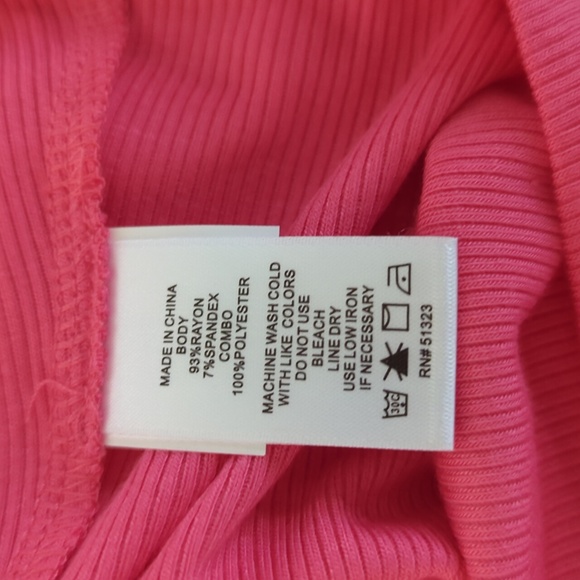 MADE IN CHINA
BODY
93%RAYON
7%SPANDEX
COMBO
100%POLYESTER
MACHINE WASH COLD
WITH LIKE COLORS
DO NOT USE
BLEACH
LINE DRY
USE LOW IRON
IF NECESSARY
30C
RN# 51323